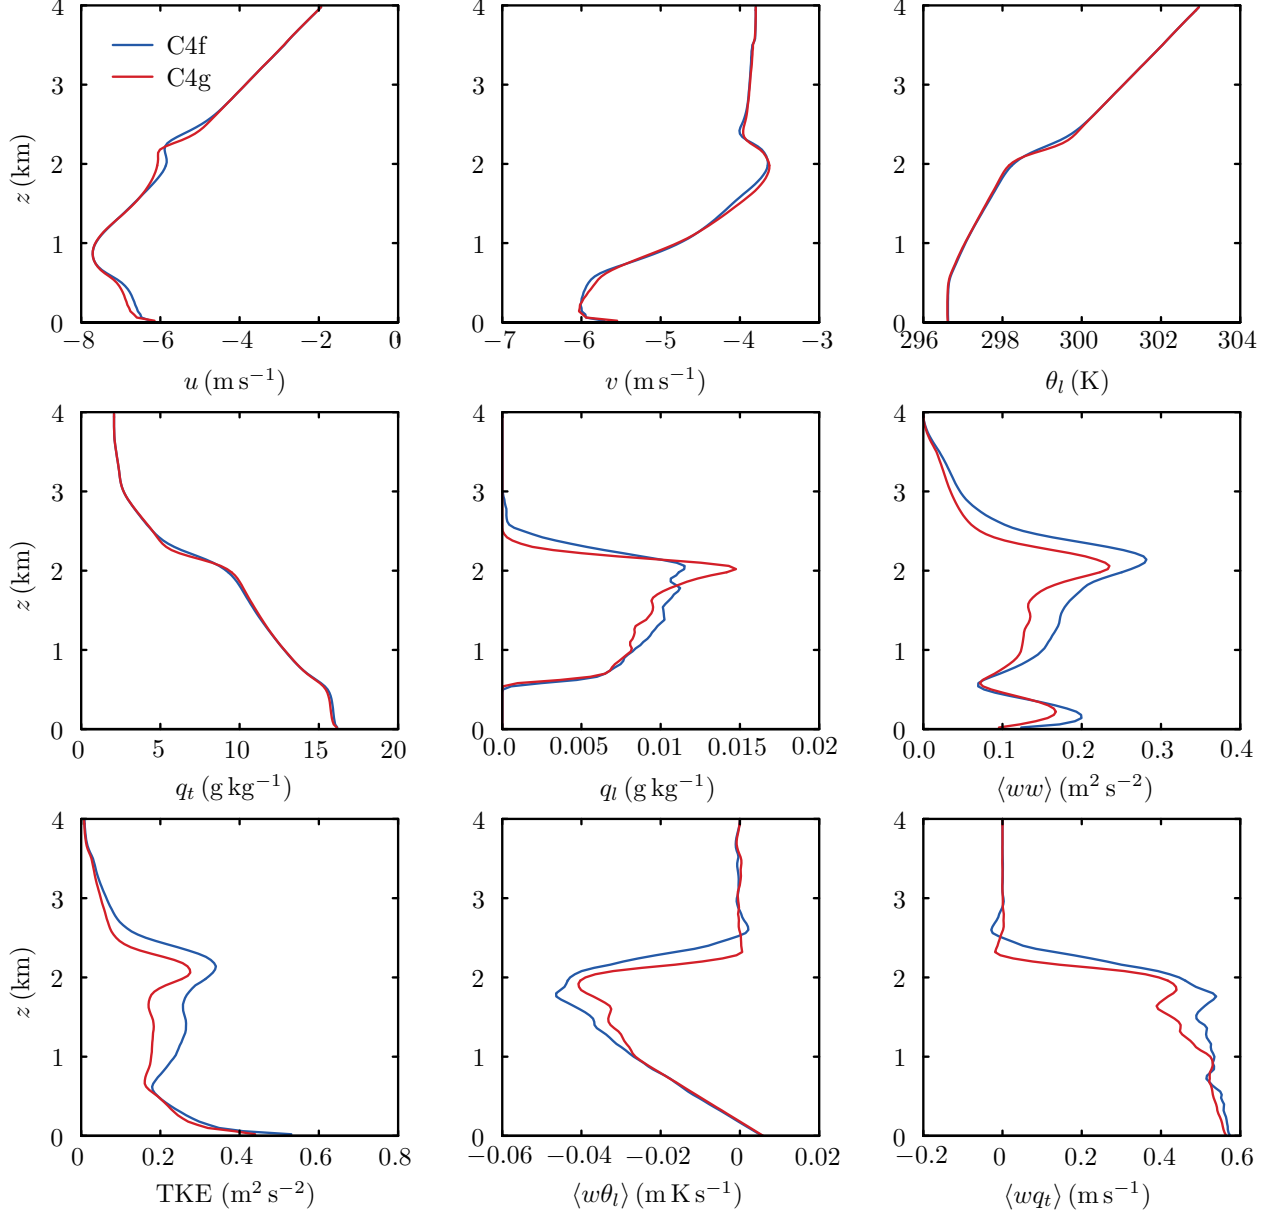 4
3
2
1
0
z (km)
C4f
C4g
−8 −6 −4 −2 0
u (m s⁻¹)
4
3
2
1
0
−7 −6 −5 −4 −3
v (m s⁻¹)
4
3
2
1
0
296 298 300 302 304
θₗ (K)
4
3
2
1
0
z (km)
0 5 10 15 20
qₜ (g kg⁻¹)
4
3
2
1
0
0.0 0.005 0.01 0.015 0.02
qₗ (g kg⁻¹)
4
3
2
1
0
0.0 0.1 0.2 0.3 0.4
⟨ww⟩ (m² s⁻²)
4
3
2
1
0
z (km)
0 0.2 0.4 0.6 0.8
TKE (m² s⁻²)
4
3
2
1
0
−0.06 −0.04 −0.02 0 0.02
⟨wθₗ⟩ (m K s⁻¹)
4
3
2
1
0
−0.2 0 0.2 0.4 0.6
⟨wqₜ⟩ (m s⁻¹)